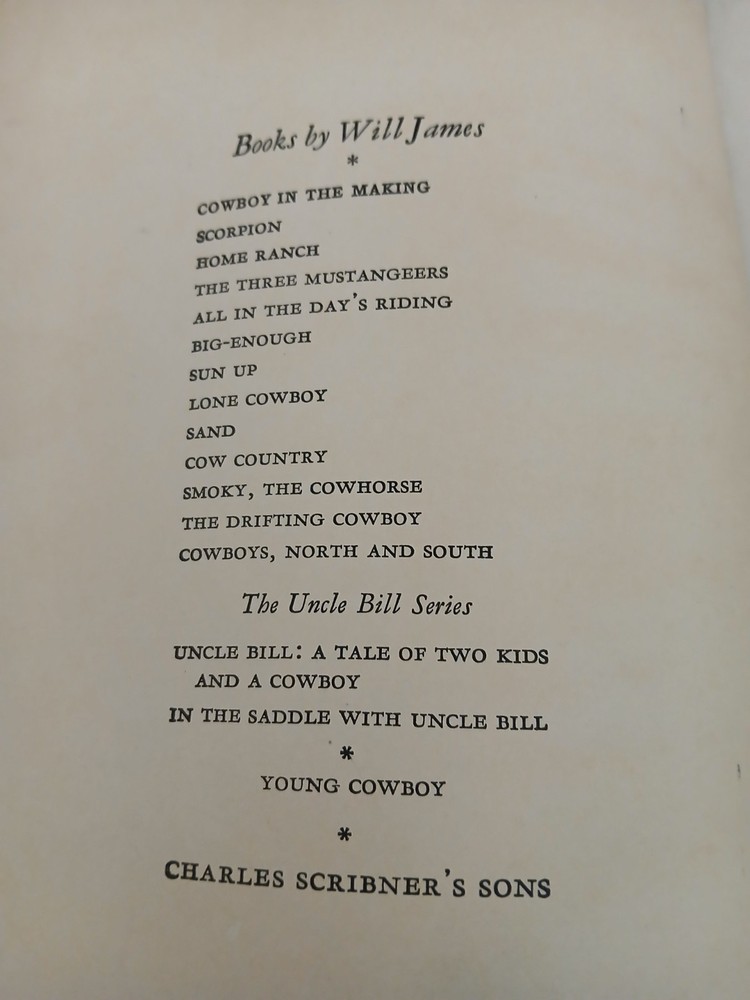 Books by Will James
*
COWBOY IN THE MAKING
SCORPION
HOME RANCH
THE THREE MUSTANGEERS
ALL IN THE DAY'S RIDING
BIG-ENOUGH
SUN UP
LONE COWBOY
SAND
COW COUNTRY
SMOKY, THE COWHORSE
THE DRIFTING COWBOY
COWBOYS, NORTH AND SOUTH
The Uncle Bill Series
UNCLE BILL: A TALE OF TWO KIDS
AND A COWBOY
IN THE SADDLE WITH UNCLE BILL
*
YOUNG COWBOY
*
CHARLES SCRIBNER'S SONS